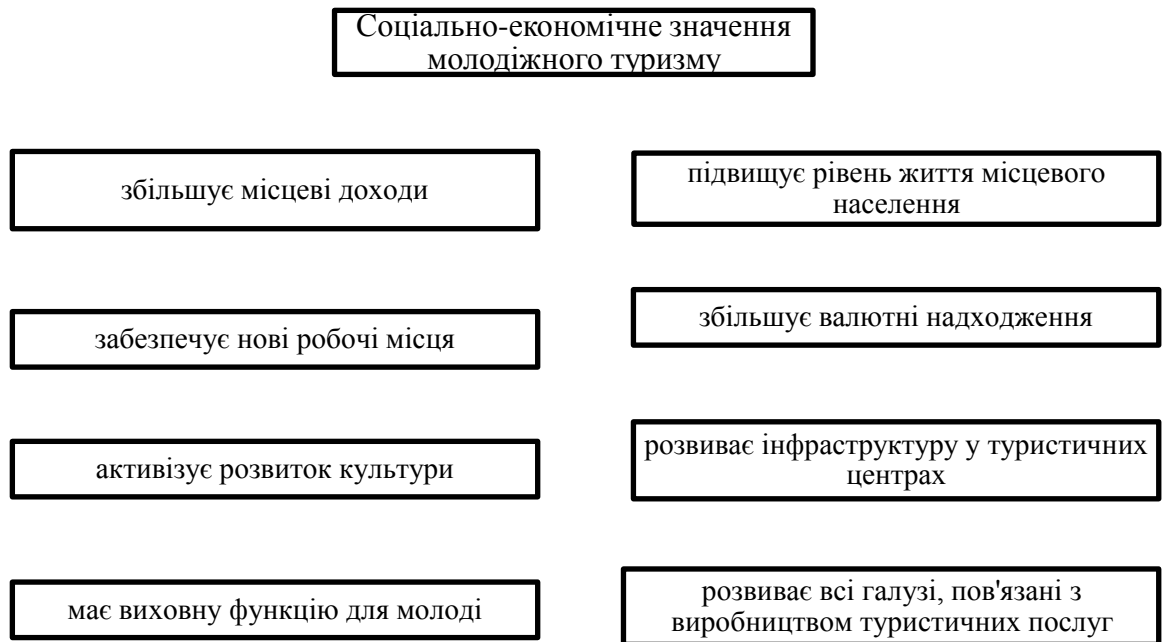 Соціально-економічне значення
молодіжного туризму
збільшує місцеві доходи
підвищує рівень життя місцевого
населення
забезпечує нові робочі місця
збільшує валютні надходження
активізує розвиток культури
розвиває інфраструктуру у туристичних
центрах
має виховну функцію для молоді
розвиває всі галузі, пов'язані з
виробництвом туристичних послуг